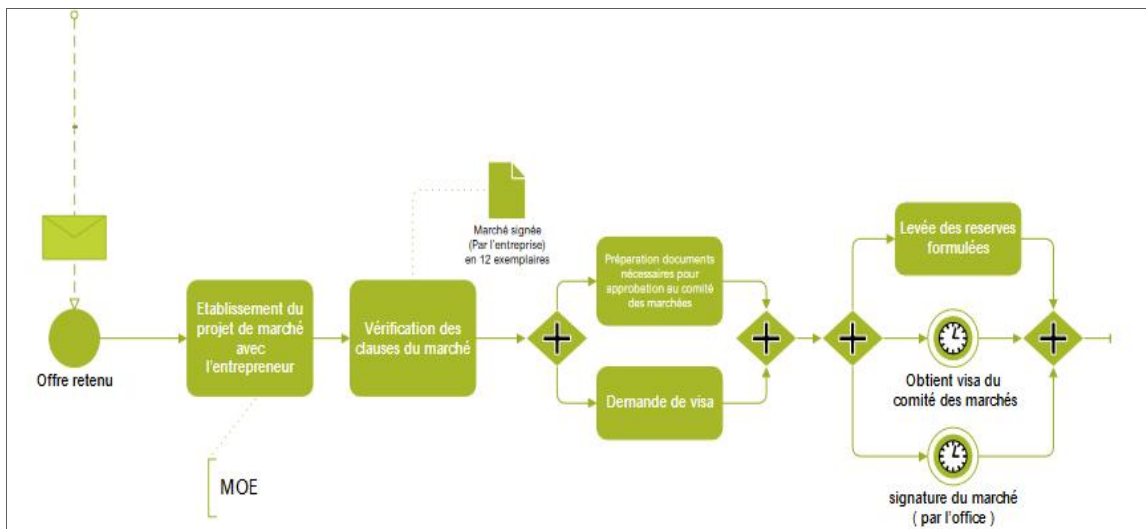 Offre retenu
Etablissement du
projet de marché
avec
l'entrepreneur
MOE
Vérification des
clauses du marché
Marché signée
(Par l'entreprise)
en 12 exemplaires
Préparation documents
nécessaires pour
approbation au comité
des marchées
Demande de visa
Levée des reserves
formulées
Obtient visa du
comité des marchés
signature du marché
( par l'office )